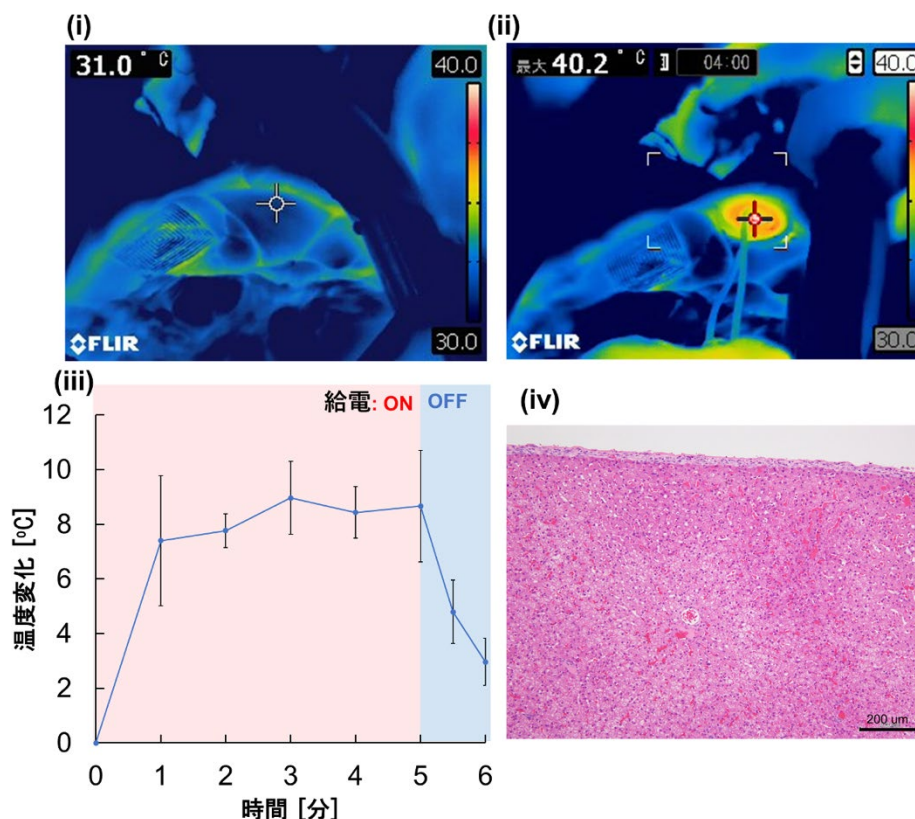 (i)
31.0 °C
40.0
30.0
FLIR
(ii)
最大 40.2 °C
04:00
40.0
30.0
FLIR
(iii)
給電: ON OFF
温度変化 [ºC]
12
10
8
6
4
2
0
0 1 2 3 4 5 6
時間 [分]
(iv)
200 um